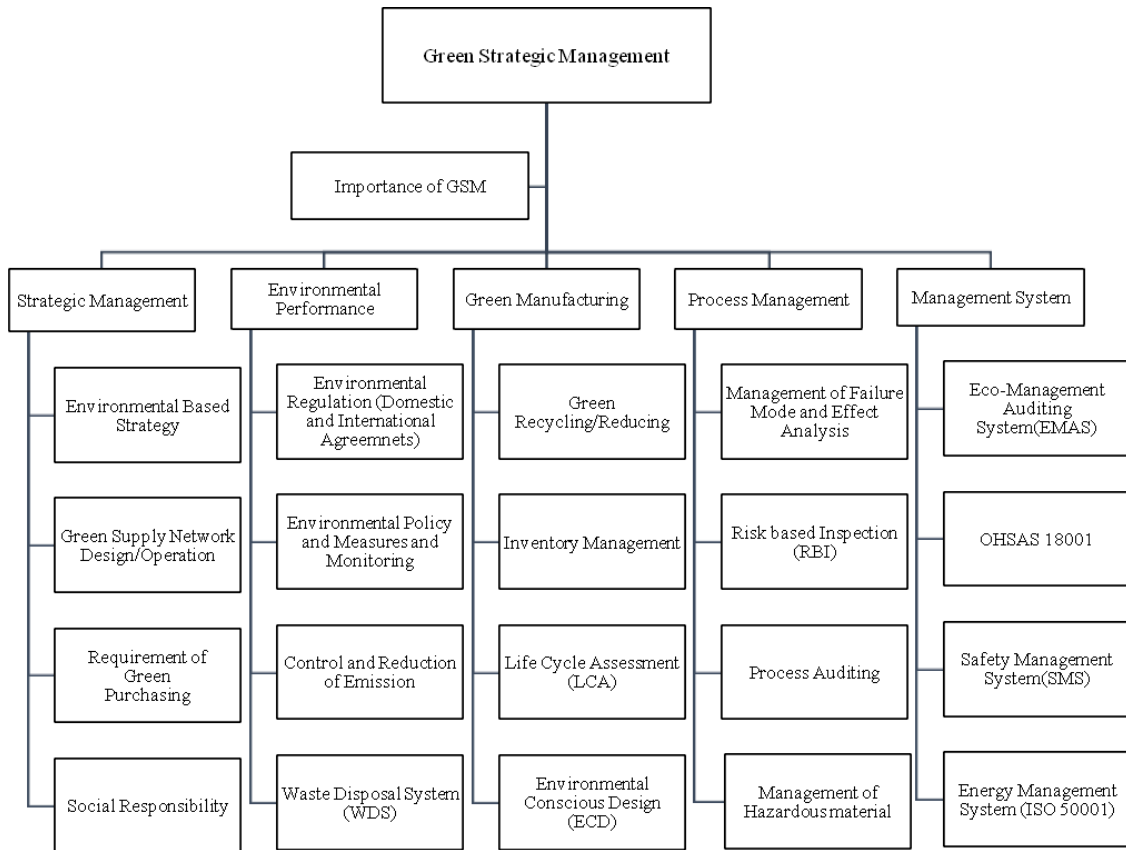 Green Strategic Management
Importance of GSM
Strategic Management
Environmental
Performance
Green Manufacturing
Process Management
Management System
Environmental Based
Strategy
Environmental
Regulation (Domestic
and International
Agreemnets)
Green
Recycling/Reducing
Management of Failure
Mode and Effect
Analysis
Eco-Management
Auditing
System(EMAS)
Green Supply Network
Design/Operation
Environmental Policy
and Measures and
Monitoring
Inventory Management
Risk based Inspection
(RBI)
OHSAS 18001
Requirement of
Green
Purchasing
Control and Reduction
of Emission
Life Cycle Assessment
(LCA)
Process Auditing
Safety Management
System(SMS)
Social Responsibility
Waste Disposal System
(WDS)
Environmental
Conscious Design
(ECD)
Management of
Hazardous material
Energy Management
System (ISO 50001)